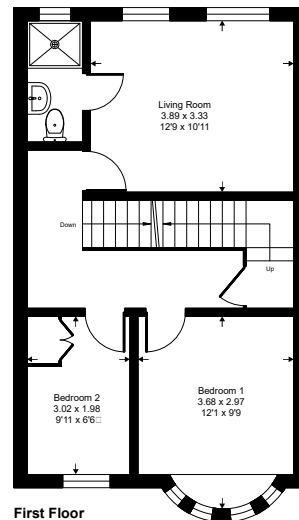 Living Room
3.89 x 3.33
12'9 x 10'11
Down
Up
Bedroom 2
3.02 x 1.98
9'11 x 6'6□
Bedroom 1
3.68 x 2.97
12'1 x 9'9
First Floor